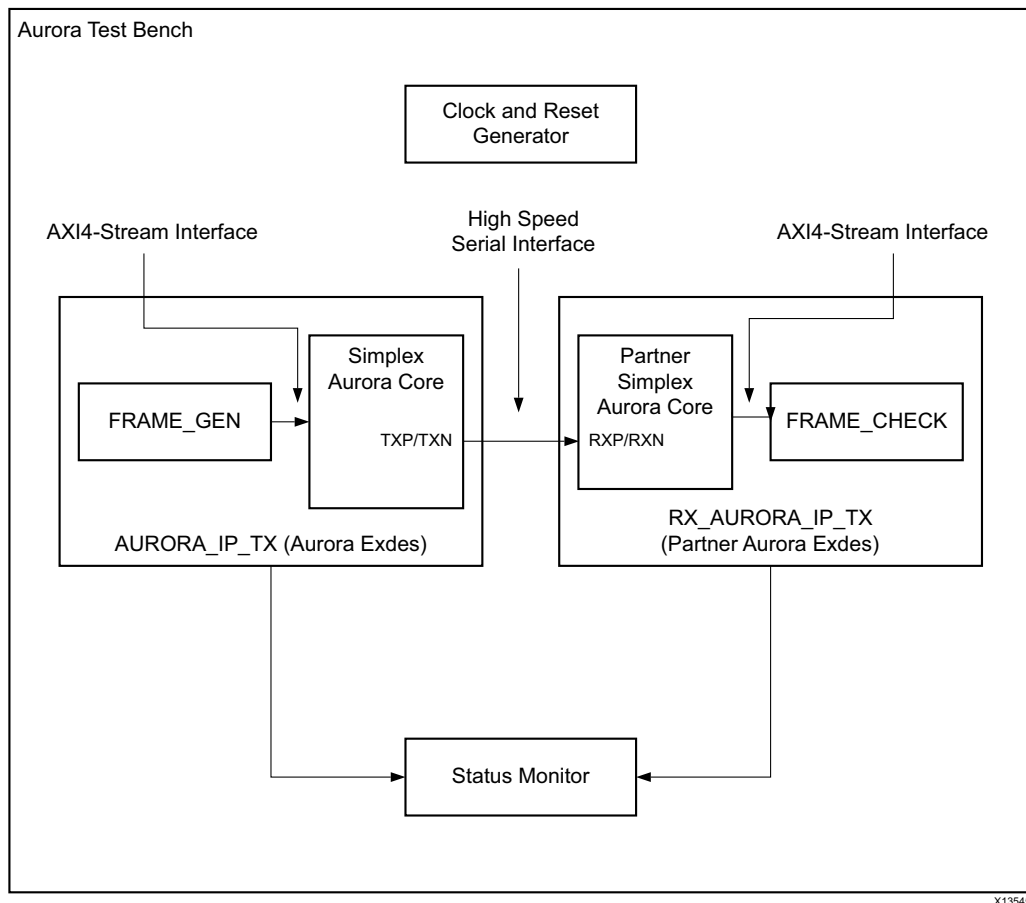 Aurora Test Bench
Clock and Reset
Generator
AXI4-Stream Interface
High Speed
Serial Interface
AXI4-Stream Interface
Simplex
Aurora Core
FRAME_GEN
TXP/TXN
Partner
Simplex
Aurora Core
RXP/RXN
FRAME_CHECK
AURORA_IP_TX (Aurora Exdes)
RX_AURORA_IP_TX
(Partner Aurora Exdes)
Status Monitor